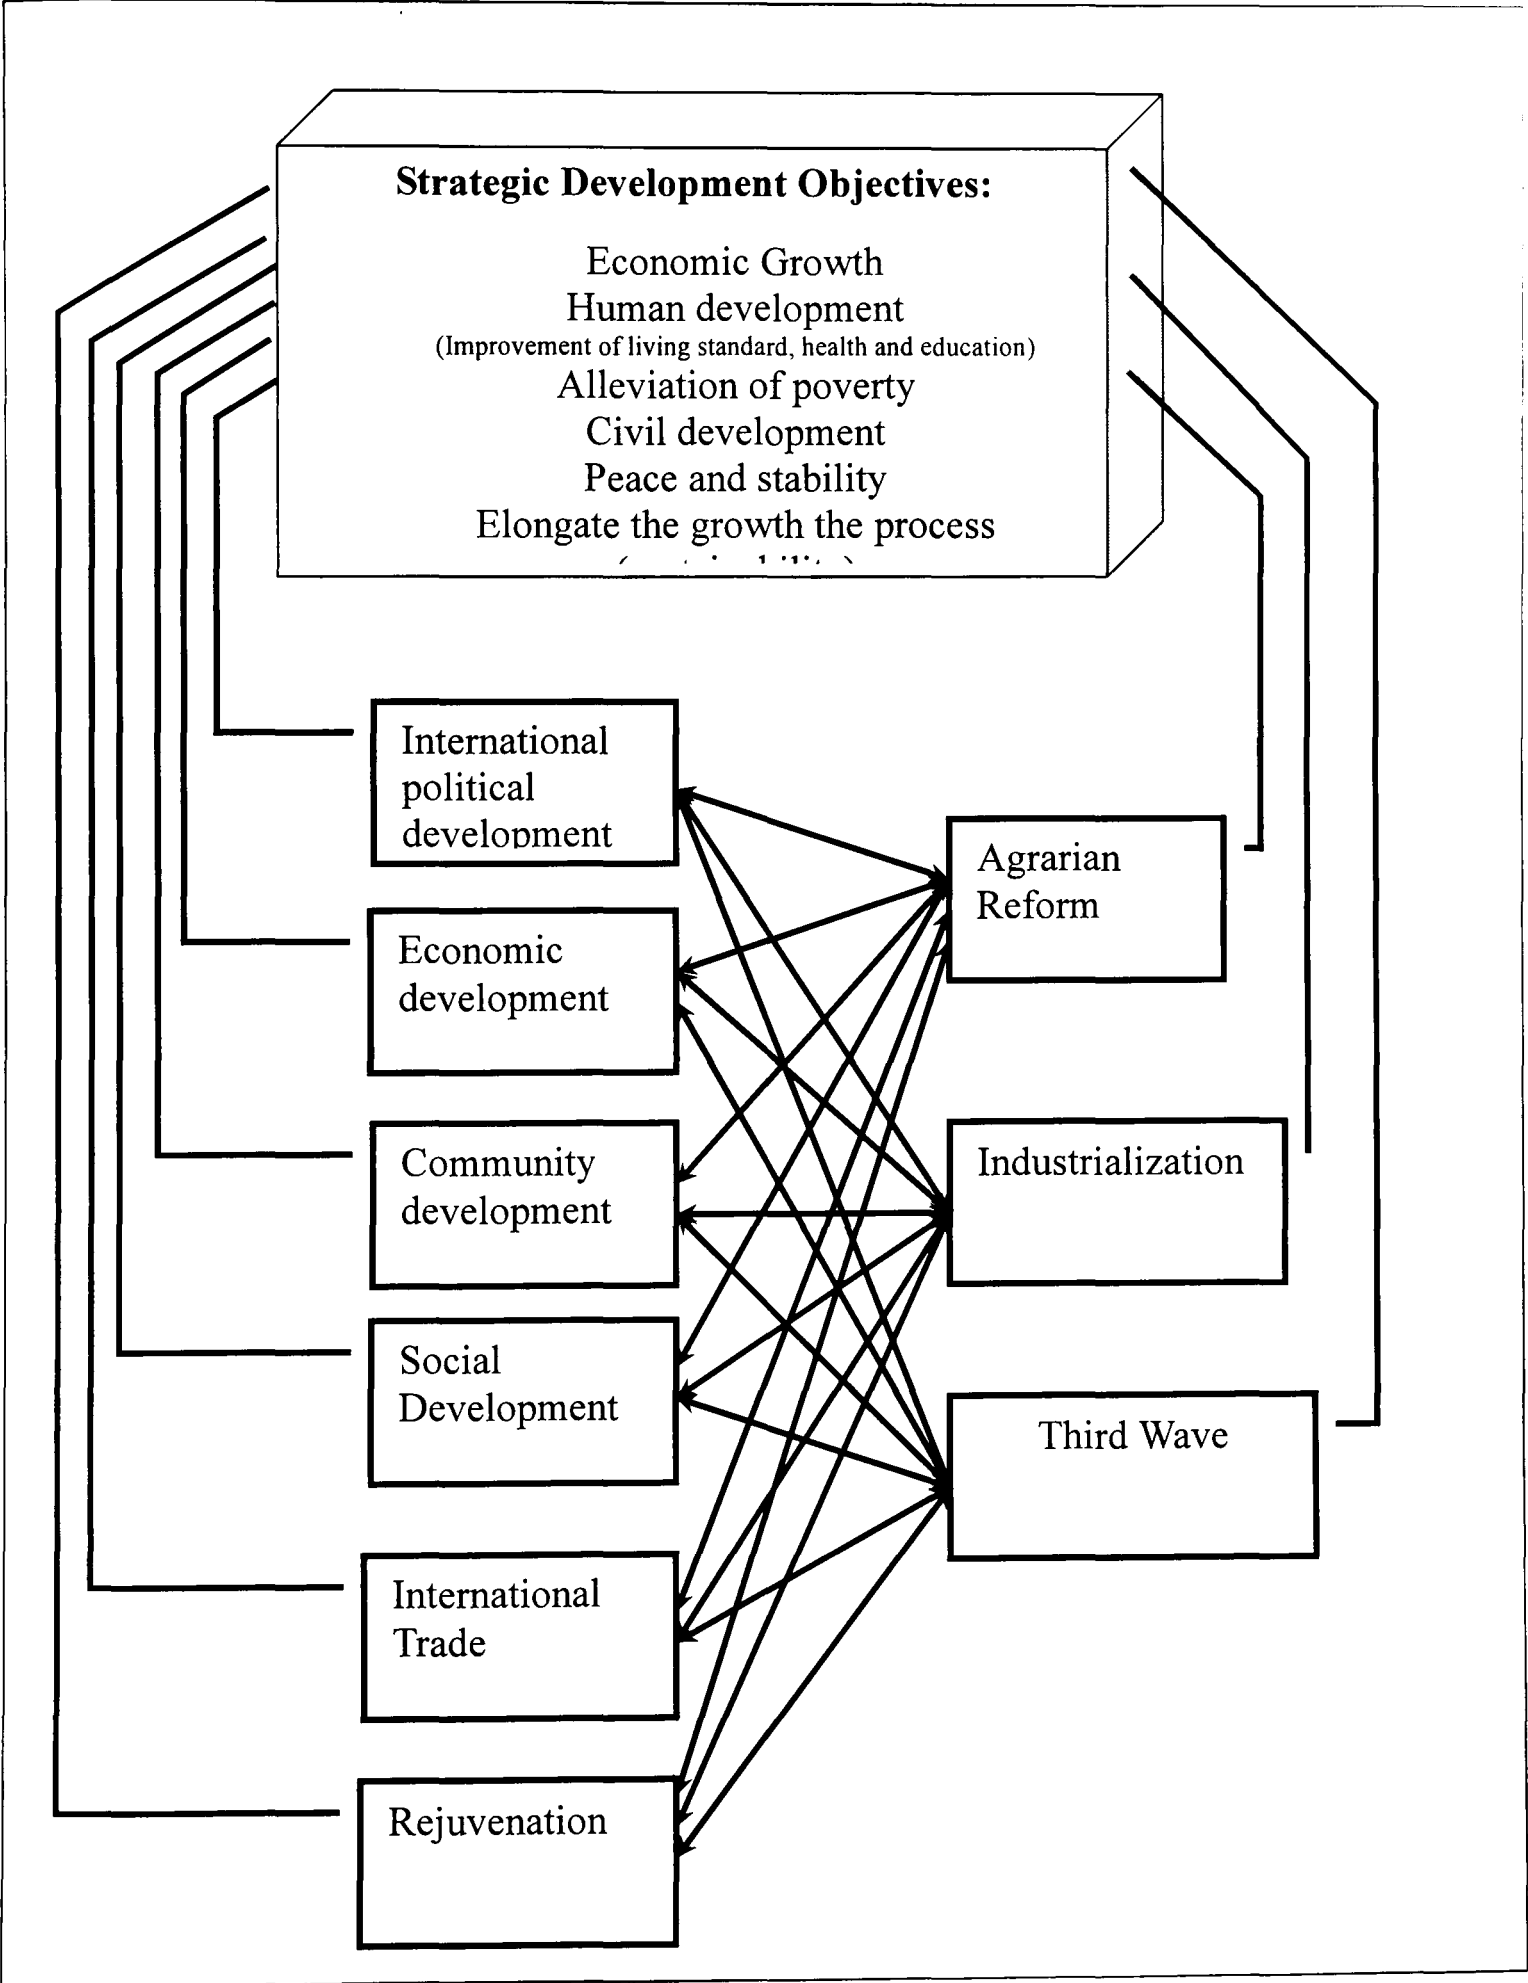 Strategic Development Objectives:
Economic Growth
Human development
(Improvement of living standard, health and education)
Alleviation of poverty
Civil development
Peace and stability
Elongate the growth the process
International
political
development
Economic
development
Community
development
Social
Development
International
Trade
Rejuvenation
Agrarian
Reform
Industrialization
Third Wave